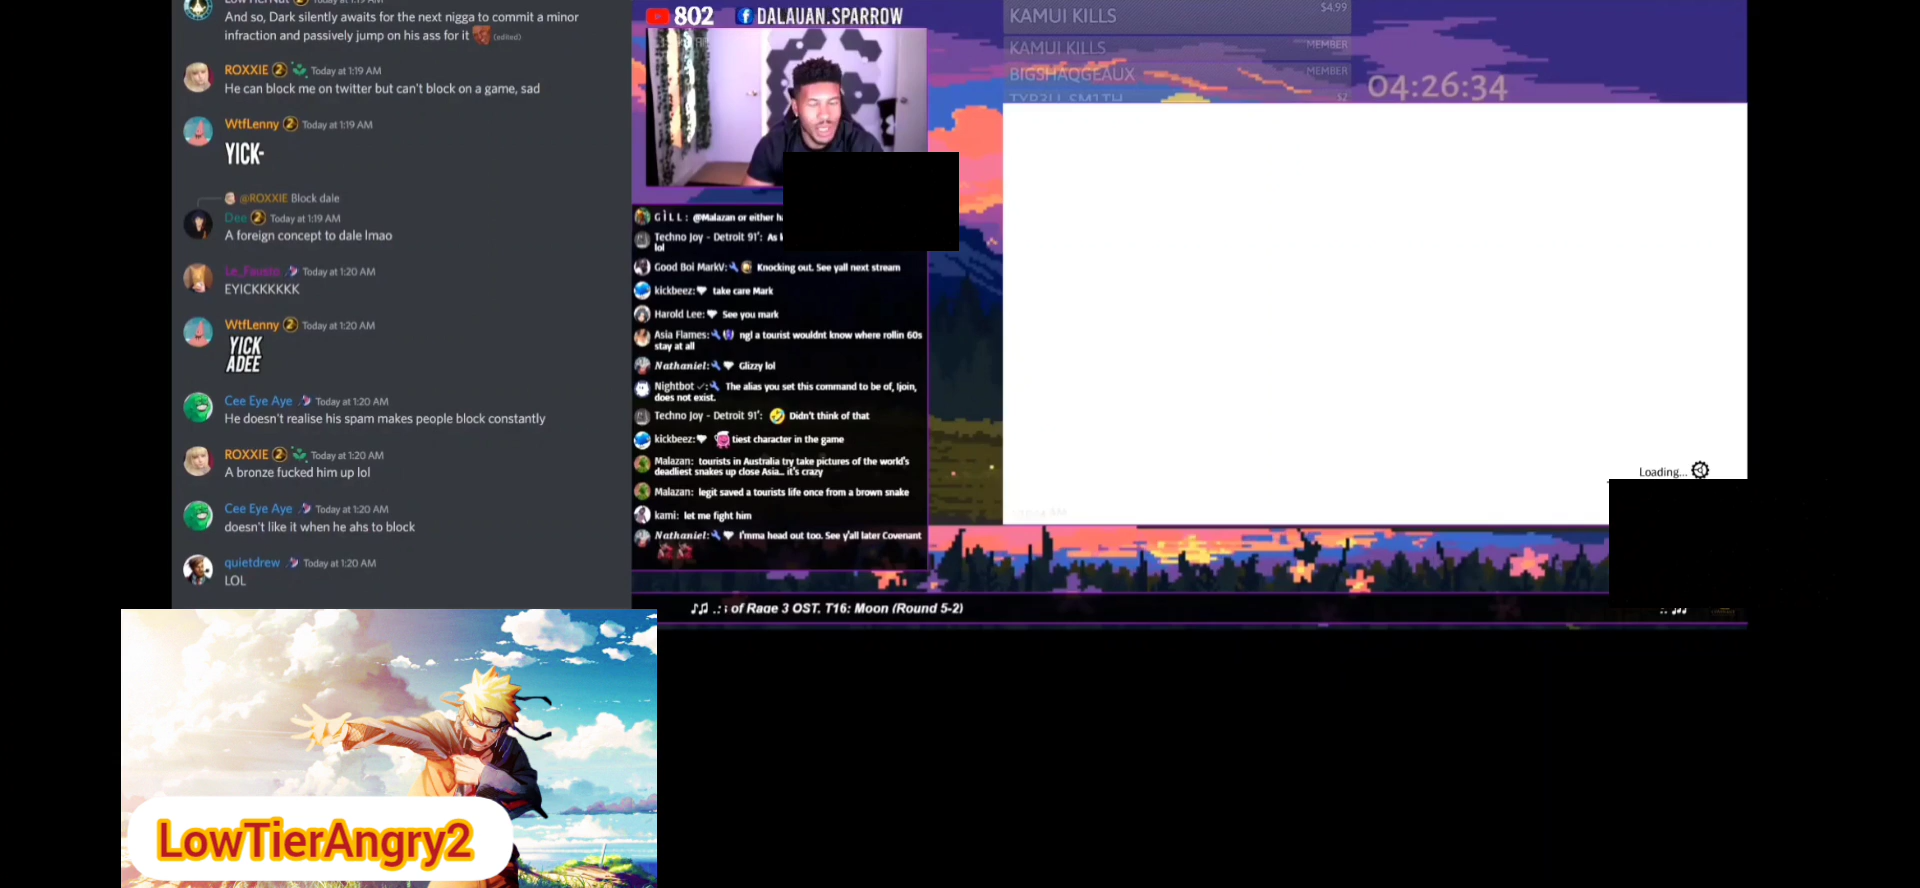 And so, Dark silently awaits for the next nigga to commit a minor
infraction and passively jump on his ass for it (edited)
ROXXIE 2 Today at 1:19 AM
He can block me on twitter but can't block on a game, sad
WtfLenny 2 Today at 1:19 AM
YICK-
@ROXXIE Block dale
Dee 2 Today at 1:19 AM
A foreign concept to dale lmao
Le_Fausto Today at 1:20 AM
EYICKKKKKK
WtfLenny 2 Today at 1:20 AM
YICK
ADEE
Cee Eye Aye Today at 1:20 AM
He doesn't realise his spam makes people block constantly
ROXXIE 2 Today at 1:20 AM
A bronze fucked him up lol
Cee Eye Aye Today at 1:20 AM
doesn't like it when he ahs to block
quietdrew Today at 1:20 AM
LOL
LowTierAngry2
802 DALAUAN.SPARROW
GILL: @Malazan or either
Techno Joy - Detroit 91': As
lol
Good Boi MarkV: Knocking out. See yall next stream
kickbeez: take care Mark
Harold Lee: See you mark
Asia Flames: ngl a tourist wouldnt know where rollin 60s
stay at all
Nathaniel: Glizzy lol
Nightbot: The alias you set this command to be of, !join,
does not exist.
Techno Joy - Detroit 91': Didn't think of that
kickbeez: tiest character in the game
Malazan: tourists in Australia try take pictures of the world's
deadliest snakes up close Asia... it's crazy
Malazan: legit saved a tourists life once from a brown snake
kami: let me fight him
Nathaniel: I'mma head out too. See y'all later Covenant
of Rage 3 OST. T16: Moon (Round 5-2)
KAMUI KILLS $4.99
KAMUI KILLS MEMBER
BIGSHAQGEAUX MEMBER
TYR3LL SM1TH $2
04:26:34
Loading...